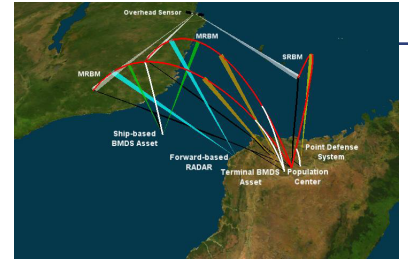 Overhead Sensor
MRBM
SRBM
MRBM
Ship-based
BMDS Asset
Forward-based
RADAR
Point Defense
System
Terminal BMDS
Asset
Population
Center